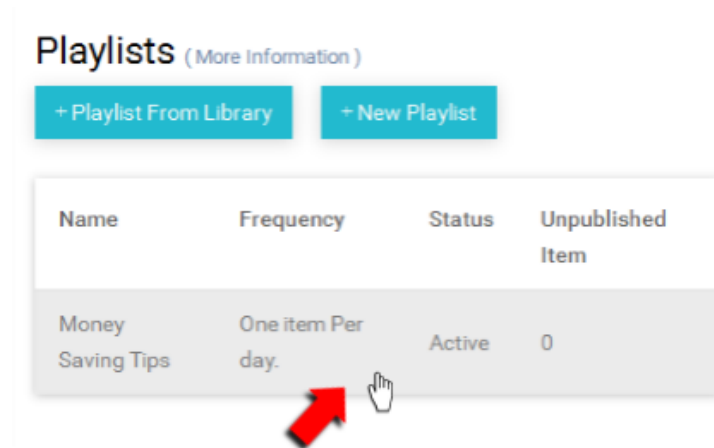 Playlists ( More Information )
+ Playlist From Library + New Playlist
Name Frequency Status Unpublished
Item
Money One item Per
Saving Tips day. Active 0